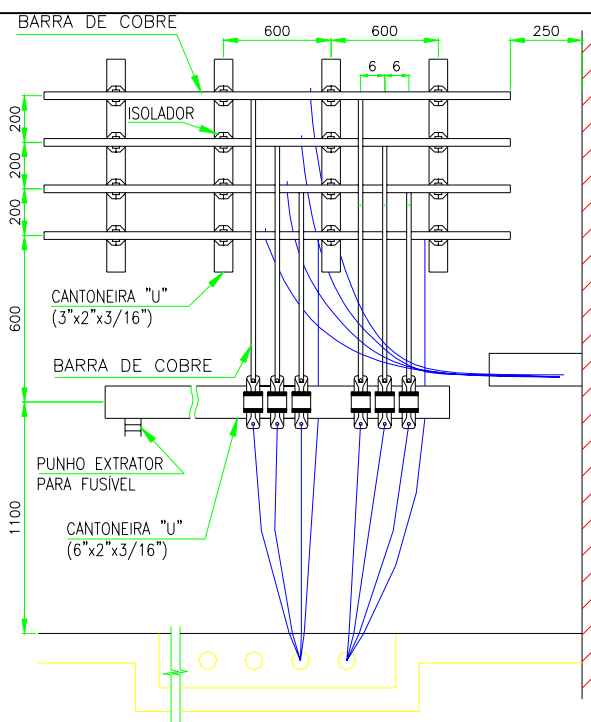 BARRA DE COBRE
600
600
250
6
6
ISOLADOR
200
200
200
CANTONEIRA "U"
(3"x2"x3/16")
600
BARRA DE COBRE
PUNHO EXTRATOR
PARA FUSÍVEL
1100
CANTONEIRA "U"
(6"x2"x3/16")